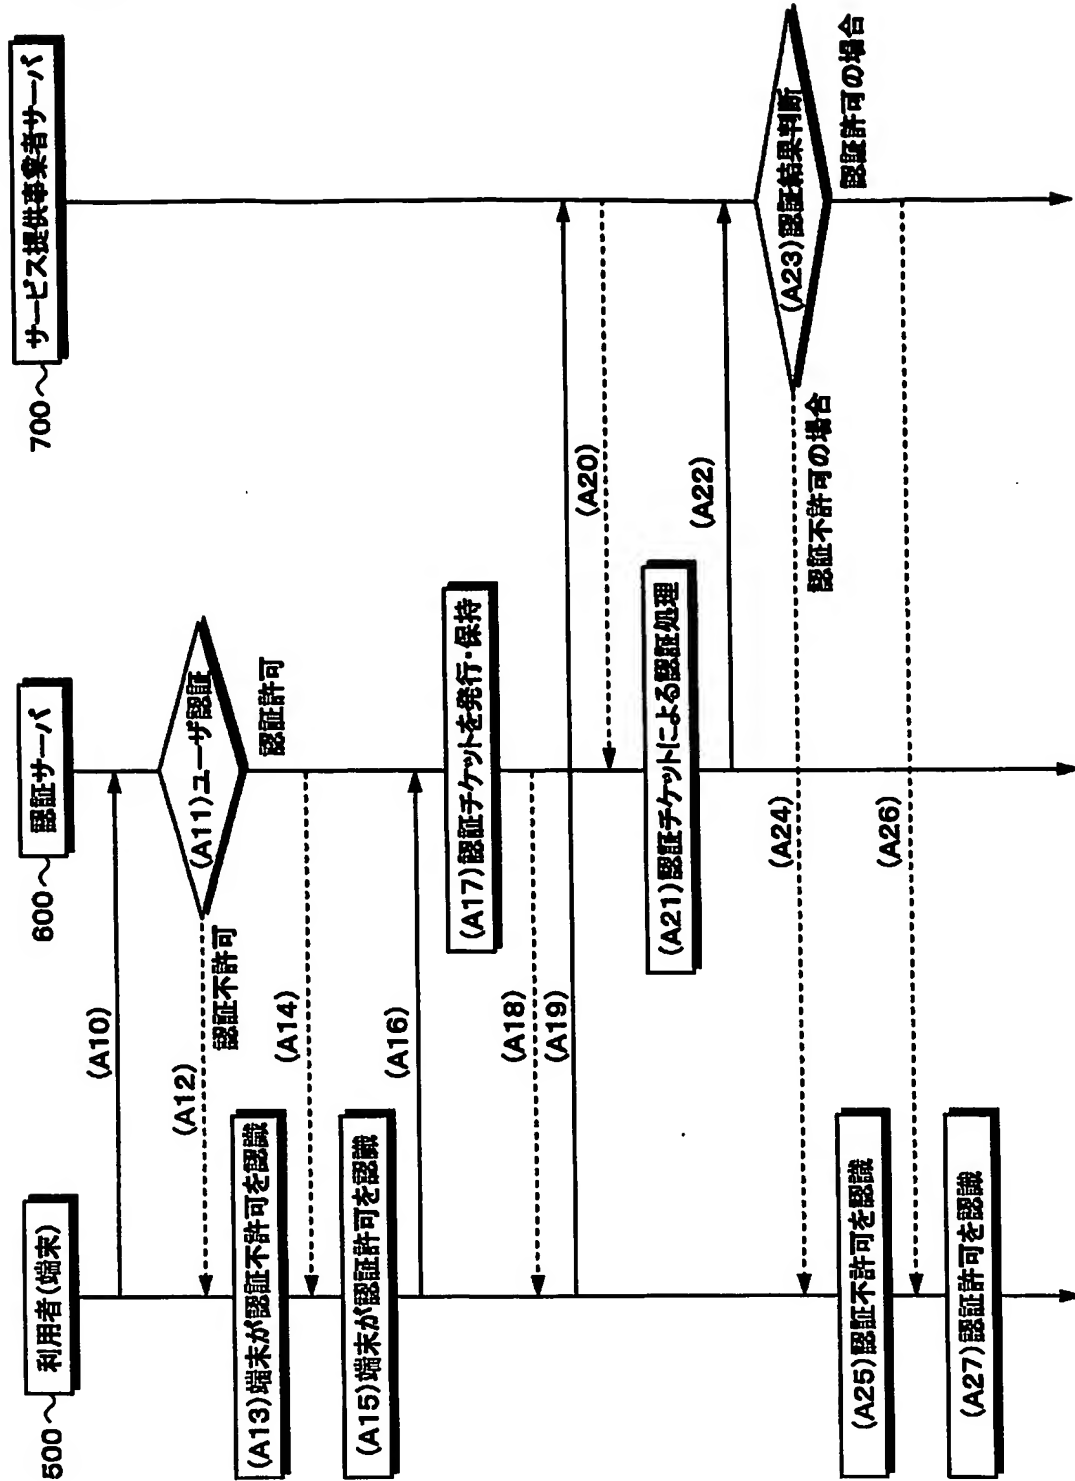 500 利用者(端末)
600 認証サーバ
700 サービス提供事業者サーバ
(A10)
(A11)ユーザ認証
(A12)
認証不許可
認証許可
(A13)端末が認証不許可を認識
(A14)
(A15)端末が認証許可を認識
(A16)
(A17)認証チケットを発行・保持
(A18)
(A19)
(A20)
(A21)認証チケットによる認証処理
(A22)
(A23)認証結果判断
(A24)
認証不許可の場合
認証許可の場合
(A25)認証不許可を認識
(A26)
(A27)認証許可を認識